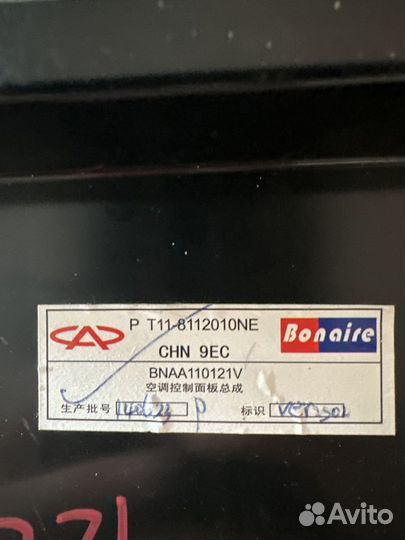 P T11-8112010NE
Bonaire
CHN 9EC
BNAA110121V
空调控制面板总成
生产批号 140623 P 标识
Avito